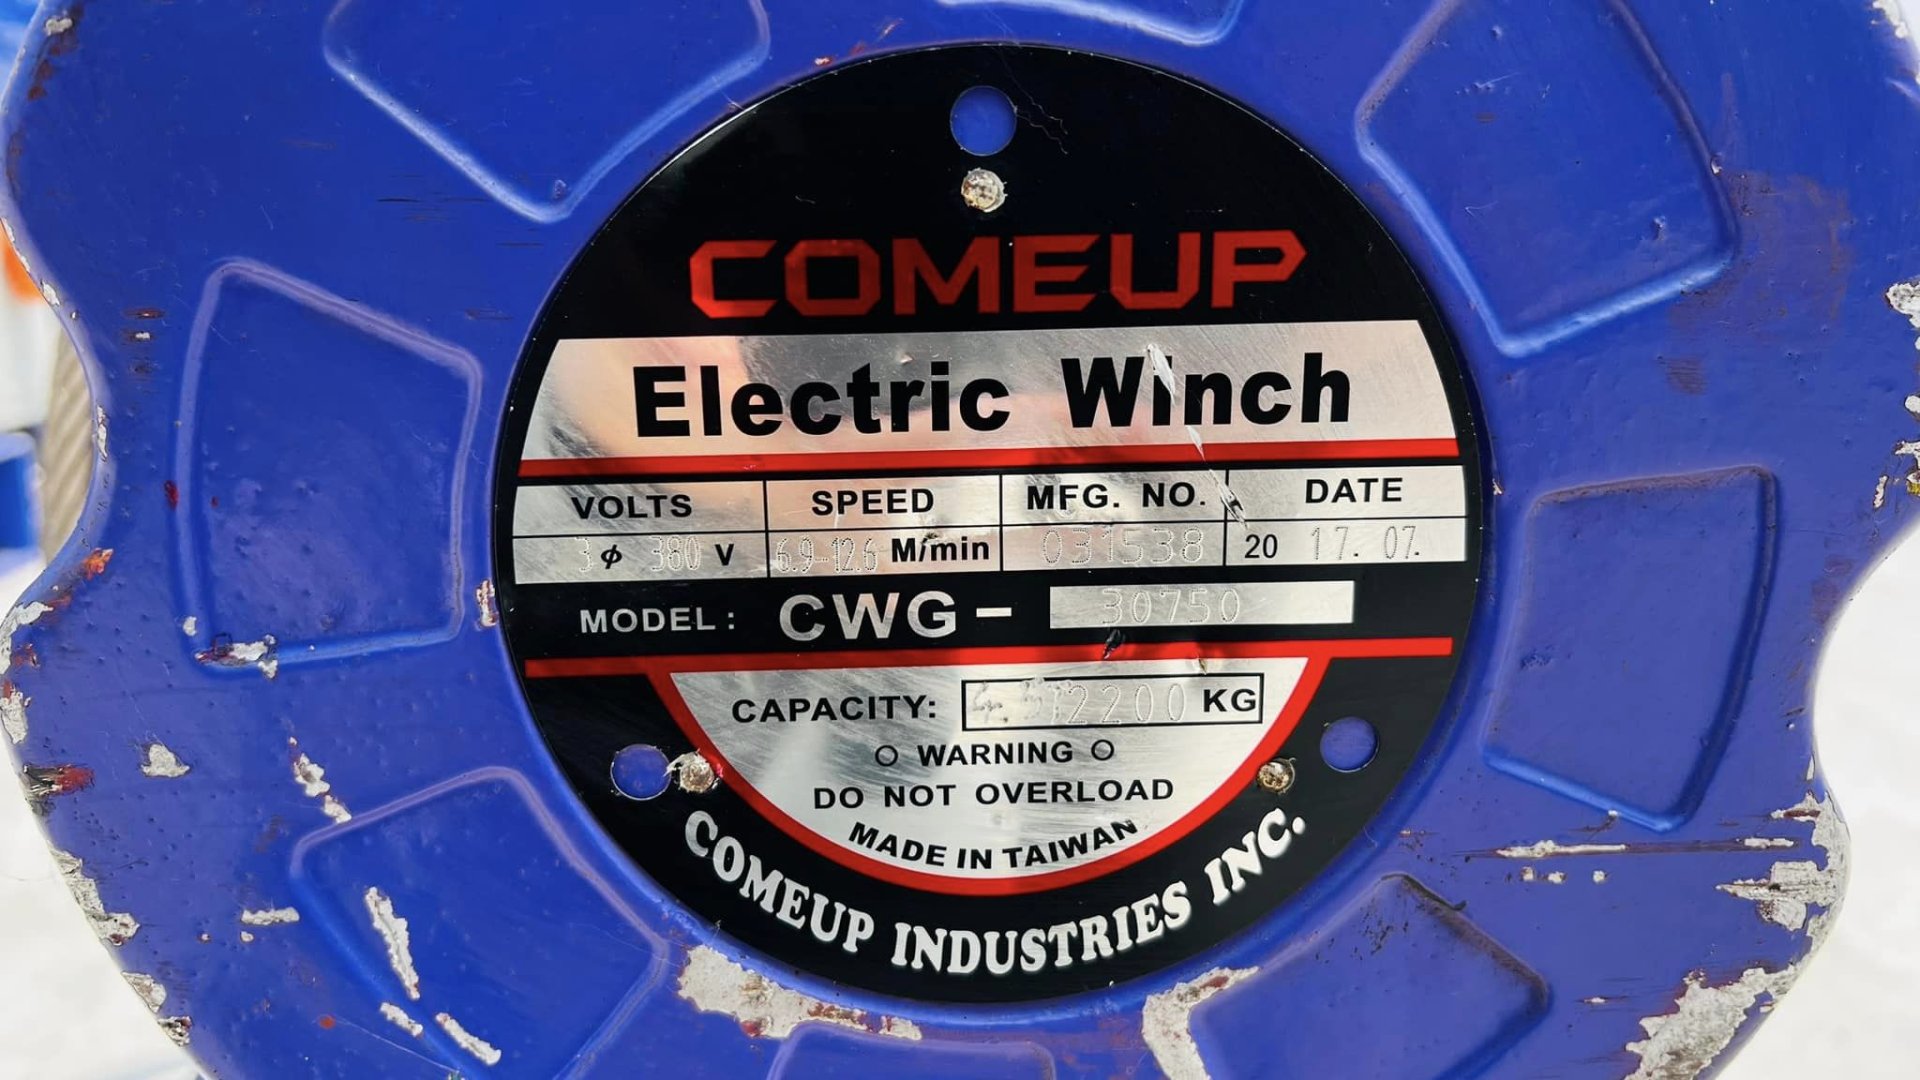 COMEUP
Electric Winch
VOLTS SPEED MFG. NO. DATE
3 φ 380 V 6.9-12.6 M/min 031538 20 17. 07.
MODEL: CWG- 30750
CAPACITY: 2200 KG
○ WARNING ○
DO NOT OVERLOAD
MADE IN TAIWAN
COMEUP INDUSTRIES INC.